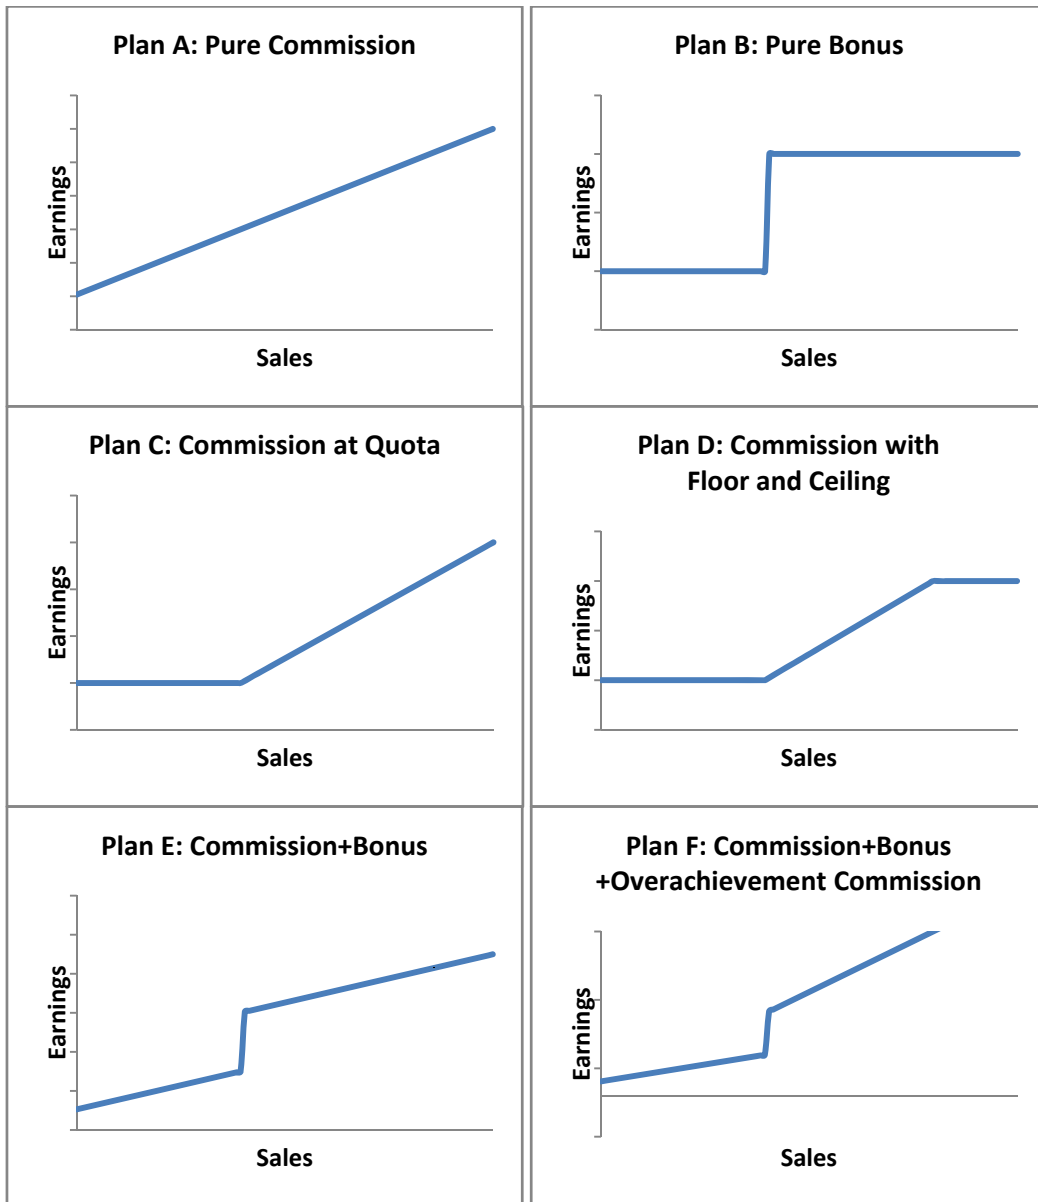 Plan A: Pure Commission
Earnings
Sales
Plan B: Pure Bonus
Earnings
Sales
Plan C: Commission at Quota
Earnings
Sales
Plan D: Commission with
Floor and Ceiling
Earnings
Sales
Plan E: Commission+Bonus
Earnings
Sales
Plan F: Commission+Bonus
+Overachievement Commission
Earnings
Sales